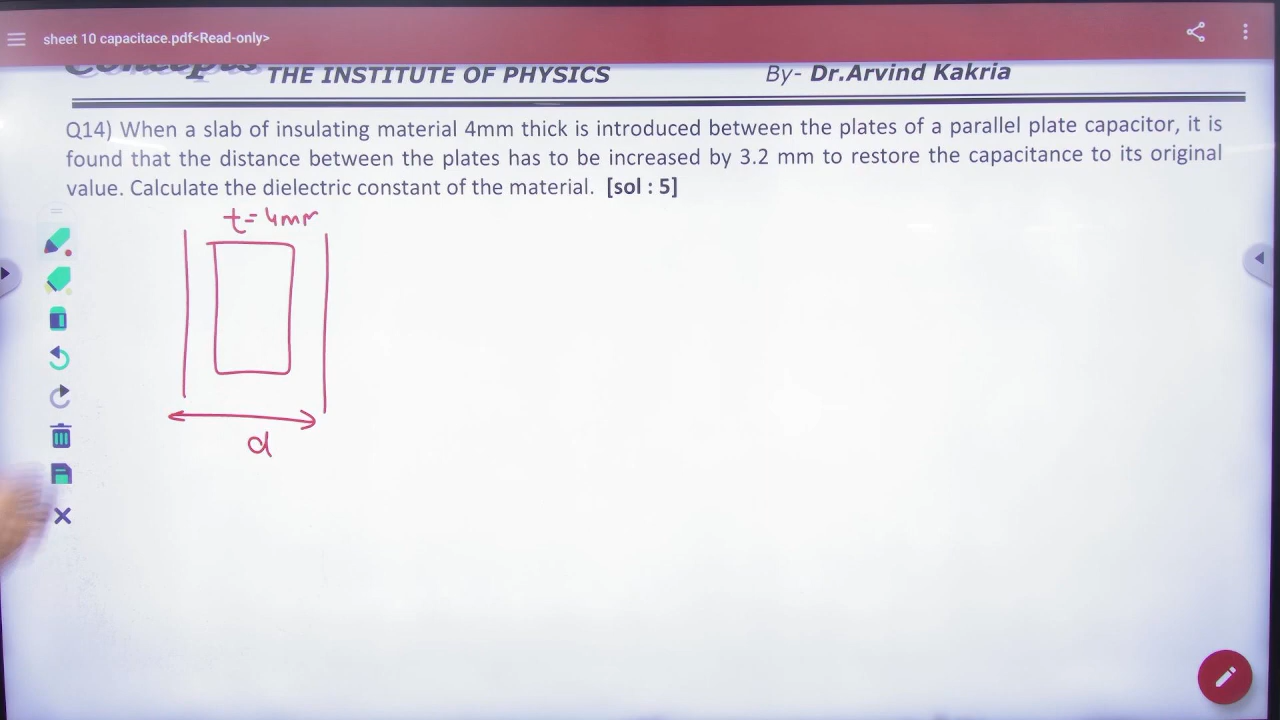 sheet 10 capacitace.pdf<Read-only>
Concepts THE INSTITUTE OF PHYSICS By- Dr.Arvind Kakria
Q14) When a slab of insulating material 4mm thick is introduced between the plates of a parallel plate capacitor, it is
found that the distance between the plates has to be increased by 3.2 mm to restore the capacitance to its original
value. Calculate the dielectric constant of the material. [sol : 5]
t=4mm
d